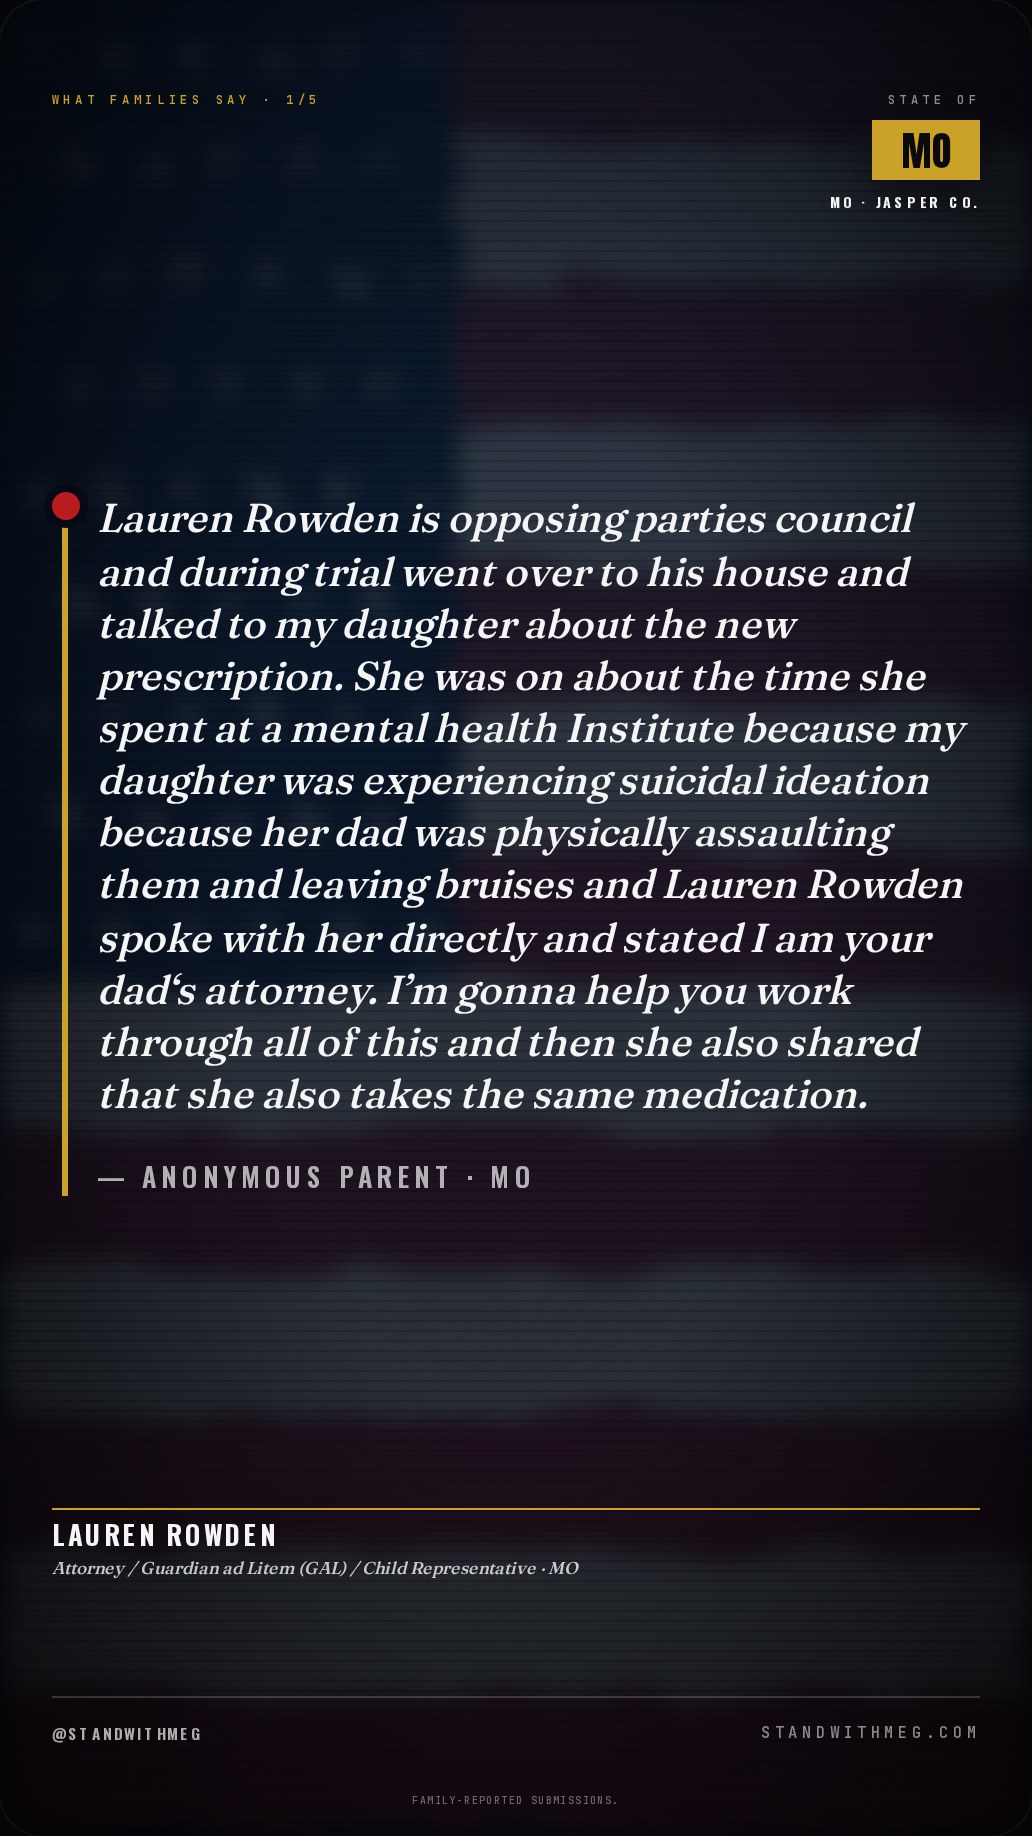 WHAT FAMILIES SAY · 1/5
STATE OF
MO
MO · JASPER CO.
Lauren Rowden is opposing parties council
and during trial went over to his house and
talked to my daughter about the new
prescription. She was on about the time she
spent at a mental health Institute because my
daughter was experiencing suicidal ideation
because her dad was physically assaulting
them and leaving bruises and Lauren Rowden
spoke with her directly and stated I am your
dad‘s attorney. I’m gonna help you work
through all of this and then she also shared
that she also takes the same medication.
— ANONYMOUS PARENT · MO
LAUREN ROWDEN
Attorney / Guardian ad Litem (GAL) / Child Representative · MO
@STANDWITHMEG
STANDWITHMEG.COM
FAMILY-REPORTED SUBMISSIONS.